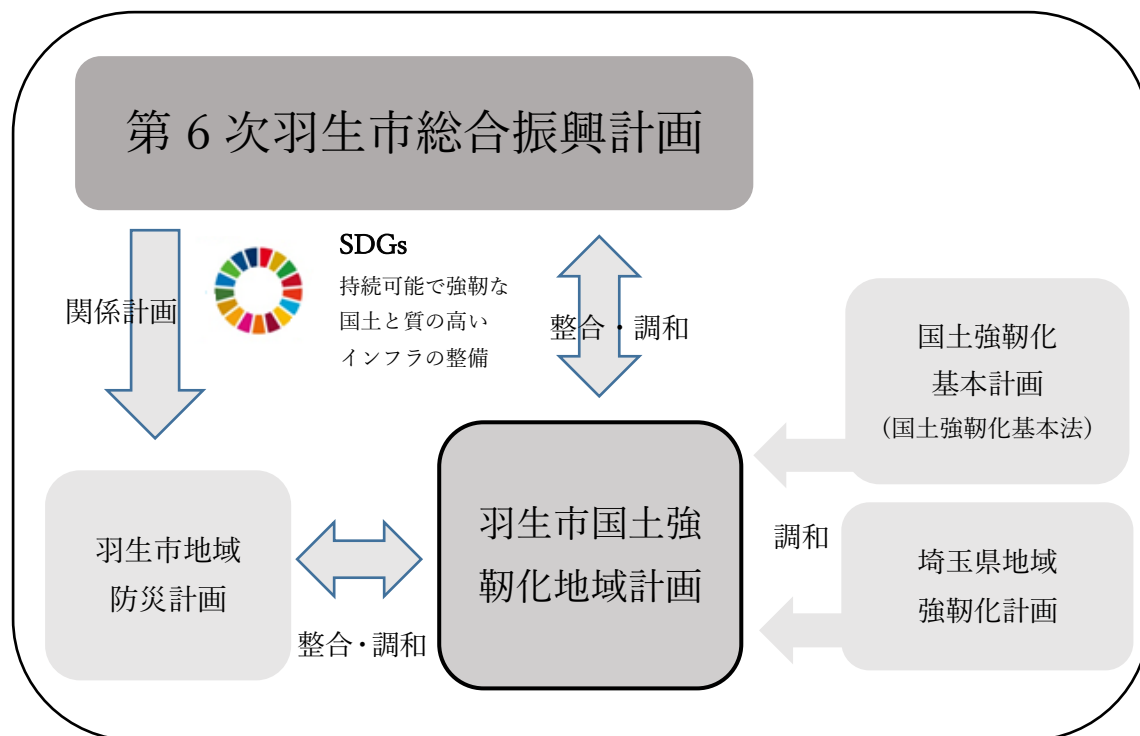 第 6 次羽生市総合振興計画
SDGs
持続可能で強靭な
国土と質の高い
インフラの整備
関係計画
整合・調和
国土強靭化
基本計画
(国土強靭化基本法)
羽生市地域
防災計画
整合・調和
羽生市国土強
靭化地域計画
調和
埼玉県地域
強靭化計画